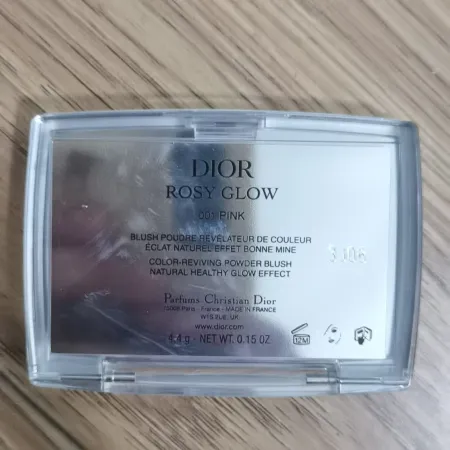 DIOR
ROSY GLOW
001 PINK
BLUSH POUDRE RÉVÉLATEUR DE COULEUR
ÉCLAT NATUREL EFFET BONNE MINE
COLOR-REVIVING POWDER BLUSH
NATURAL HEALTHY GLOW EFFECT
Parfums Christian Dior
Paris - France - MADE IN FRANCE
www.dior.com
4.4 g - NET WT. 0.15 OZ
12M